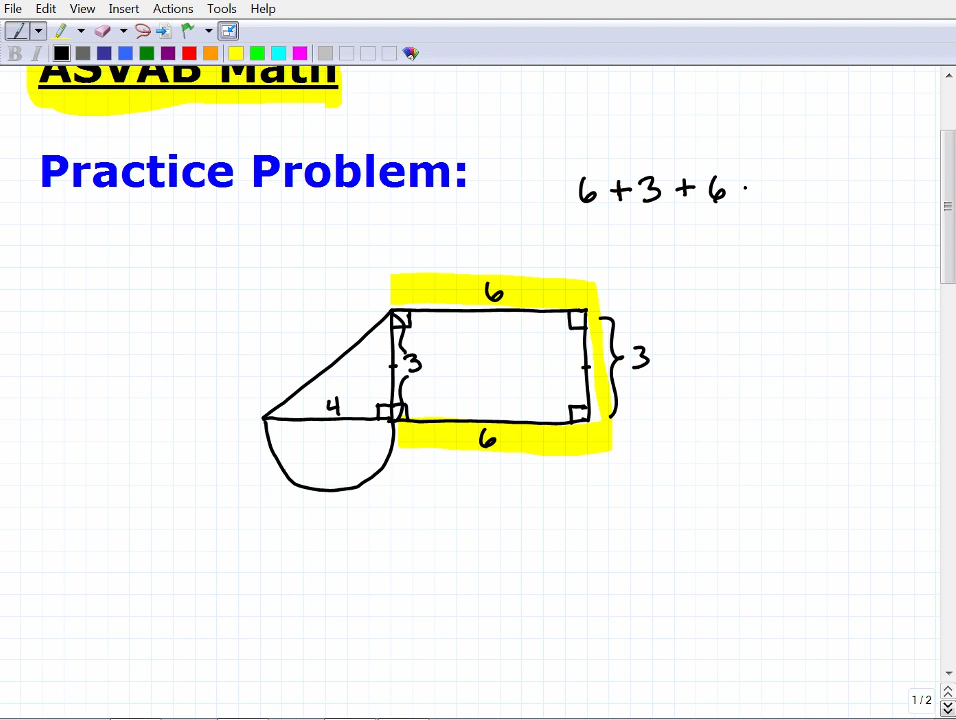 File Edit View Insert Actions Tools Help
B I
ASVAB Math
Practice Problem:
6 + 3 + 6
6
3 3
4
6
1 / 2